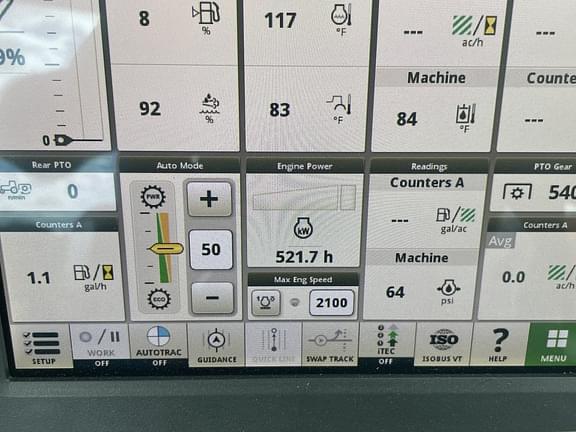 9%
0
8
%
92
%
117
°F
83
°F
---
ac/h
Machine
84
°F
---
Counte
---
Rear PTO
n/min
0
Counters A
1.1
gal/h
Auto Mode
PWR
ECO
+
50
−
Engine Power
kW
521.7 h
Max Eng Speed
2100
Readings
Counters A
---
gal/ac
Machine
64
psi
PTO Gear
540
Counters A
Avg
0.0
ac/h
SETUP
WORK
OFF
AUTOTRAC
OFF
GUIDANCE
QUICK LINE
SWAP TRACK
iTEC
OFF
ISO
ISOBUS VT
?
HELP
MENU